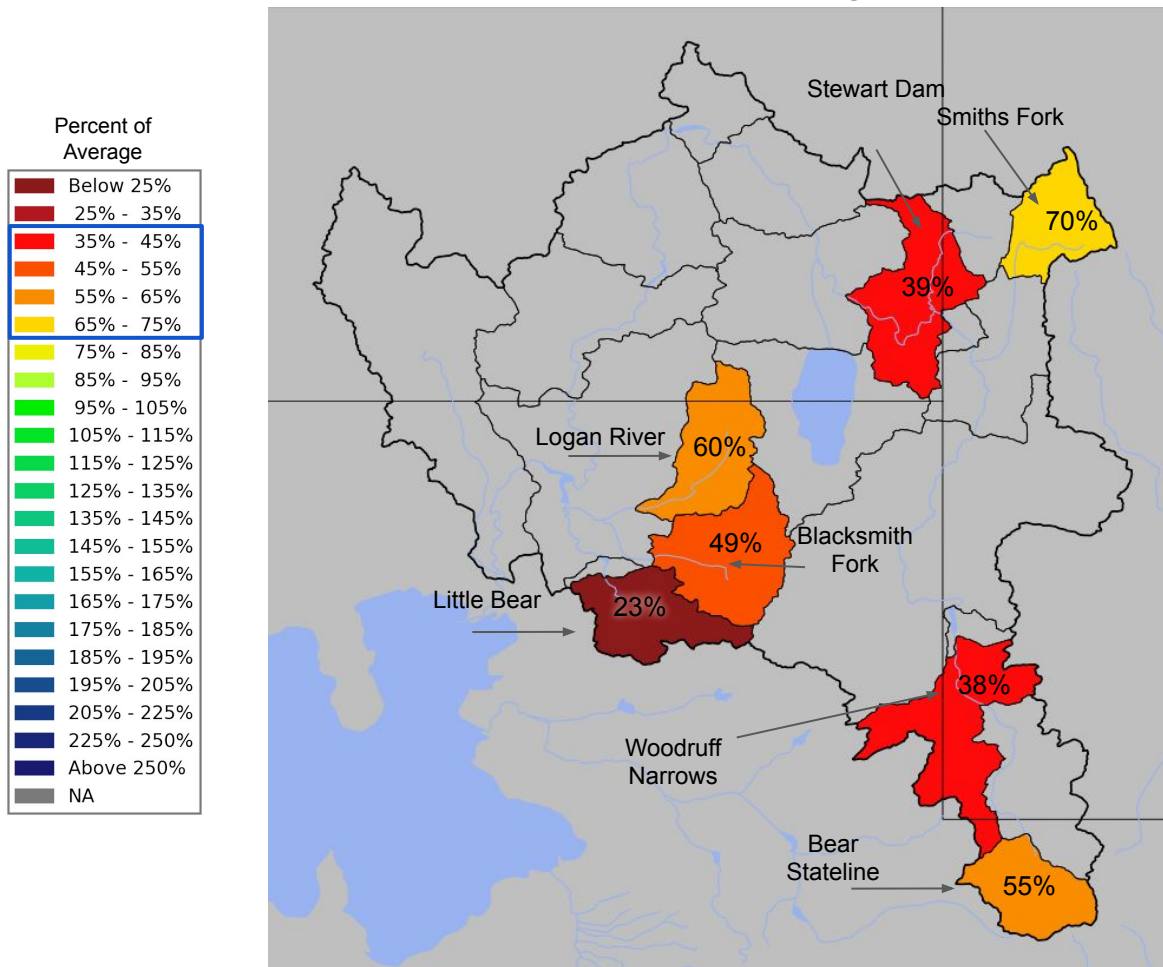 Percent of
Average
Below 25%
25% - 35%
35% - 45%
45% - 55%
55% - 65%
65% - 75%
75% - 85%
85% - 95%
95% - 105%
105% - 115%
115% - 125%
125% - 135%
135% - 145%
145% - 155%
155% - 165%
165% - 175%
175% - 185%
185% - 195%
195% - 205%
205% - 225%
225% - 250%
Above 250%
NA
Stewart Dam
Smiths Fork
70%
39%
Logan River
60%
Blacksmith
Fork
49%
Little Bear
23%
38%
Woodruff
Narrows
Bear
Stateline
55%